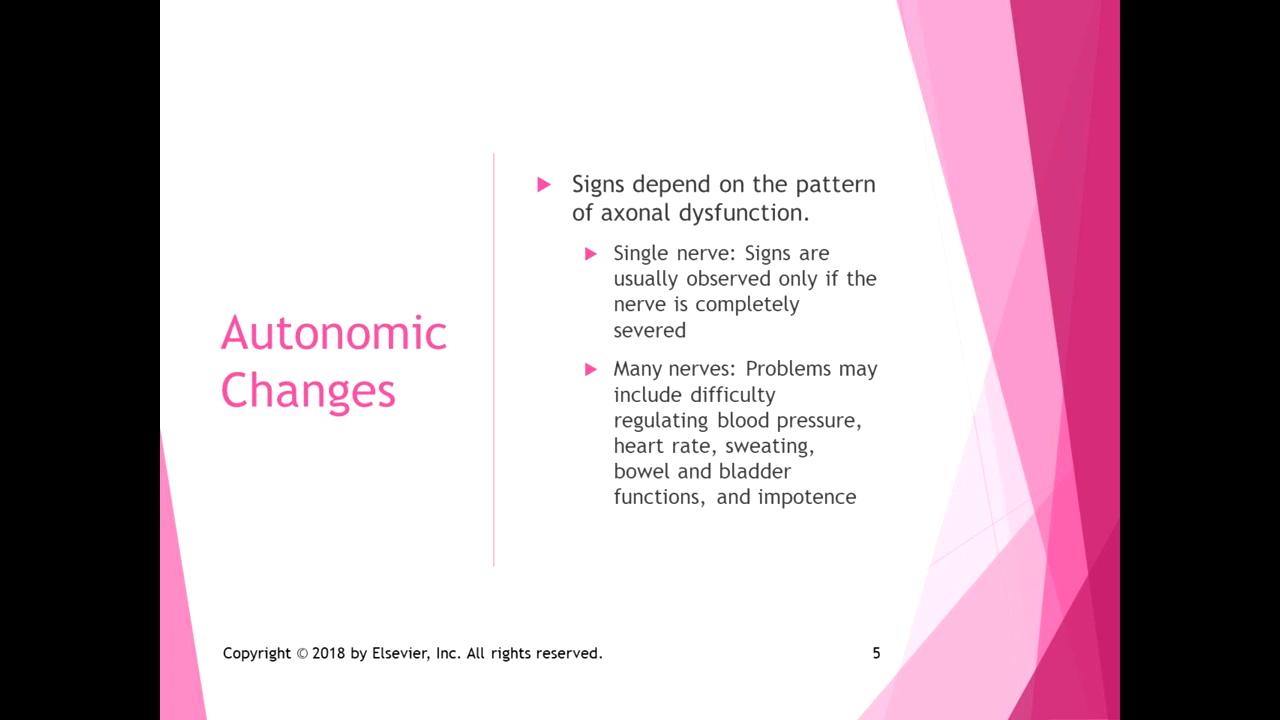 Autonomic
Changes
Signs depend on the pattern
of axonal dysfunction.
Single nerve: Signs are
usually observed only if the
nerve is completely
severed
Many nerves: Problems may
include difficulty
regulating blood pressure,
heart rate, sweating,
bowel and bladder
functions, and impotence
Copyright © 2018 by Elsevier, Inc. All rights reserved.
5